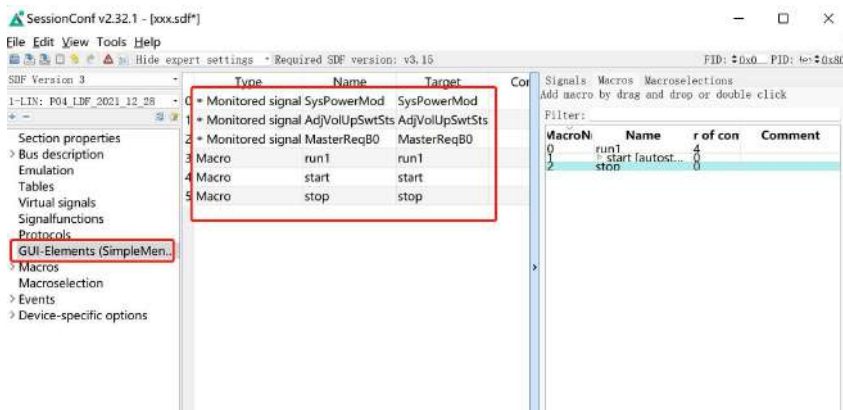 SessionConf v2.32.1 - [xxx.sdf*]
File Edit View Tools Help
Hide expert settings Required SDF version: v3.15 FID: 0x0 PID:
SDF Version 3
1-LIN: P04_LDF_2021_12_28
Section properties
Bus description
Emulation
Tables
Virtual signals
Signalfunctions
Protocols
GUI-Elements (SimpleMen..
Macros
Macroselection
Events
Device-specific options
Type Name Target Cor
0 Monitored signal SysPowerMod SysPowerMod
1 Monitored signal AdjVolUpSwtSts AdjVolUpSwtSts
2 Monitored signal MasterReqB0 MasterReqB0
3 Macro run1 run1
4 Macro start start
5 Macro stop stop
Signals Macros Macroselections
Add macro by drag and drop or double click
Filter:
MacroN Name r of con Comment
0 run1 4
1 start [autost... 0
2 stop 0